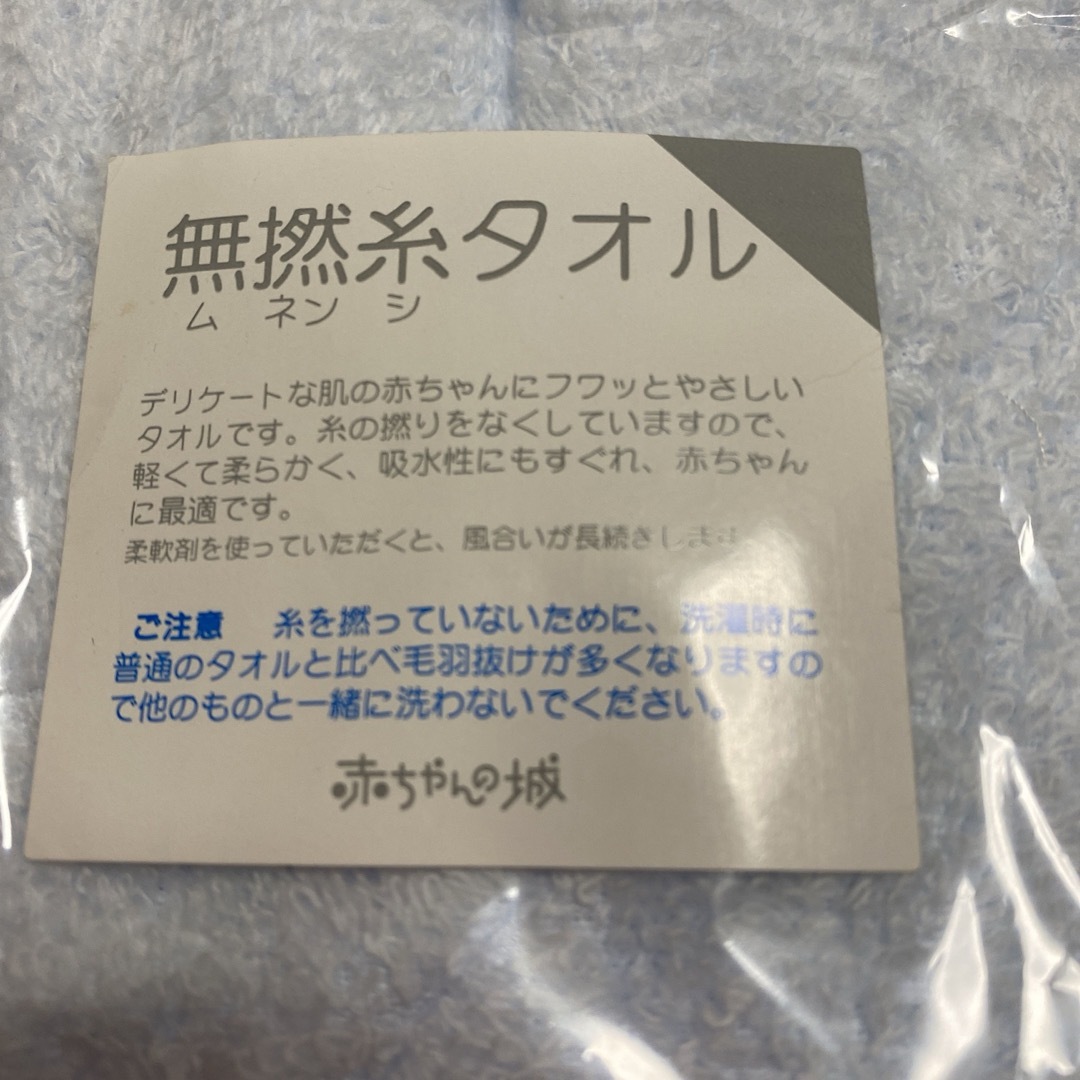 無撚糸タオル
ム ネン シ
デリケートな肌の赤ちゃんにフワッとやさしい
タオルです。糸の撚りをなくしていますので、
軽くて柔らかく、吸水性にもすぐれ、赤ちゃん
に最適です。
柔軟剤を使っていただくと、風合いが長続きします
ご注意 糸を撚っていないために、洗濯時に
普通のタオルと比べ毛羽抜けが多くなりますの
で他のものと一緒に洗わないでください。
赤ちゃんの城